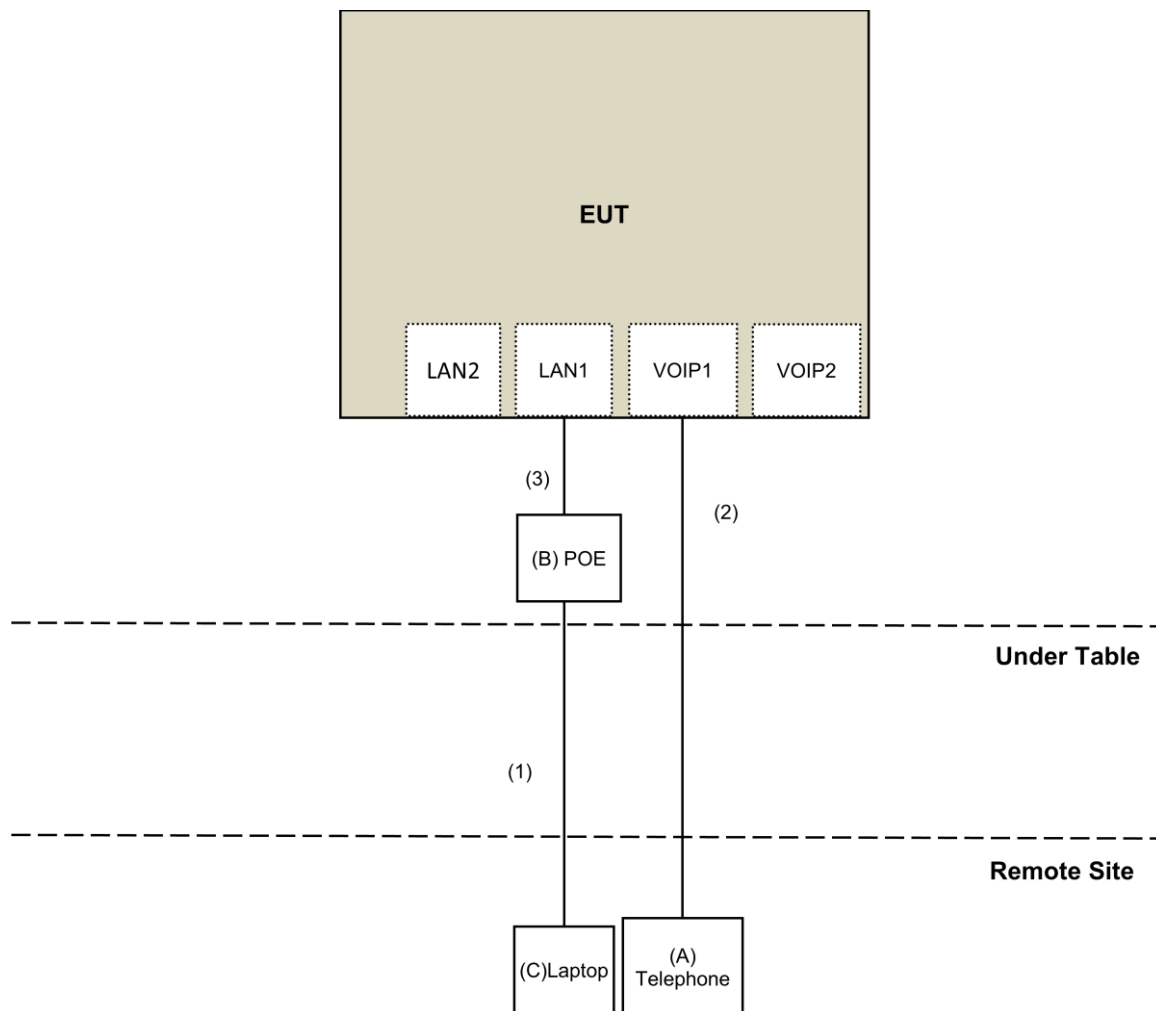 EUT
LAN2
LAN1
VOIP1
VOIP2
(3)
(2)
(B) POE
Under Table
(1)
Remote Site
(C)Laptop
(A)
Telephone